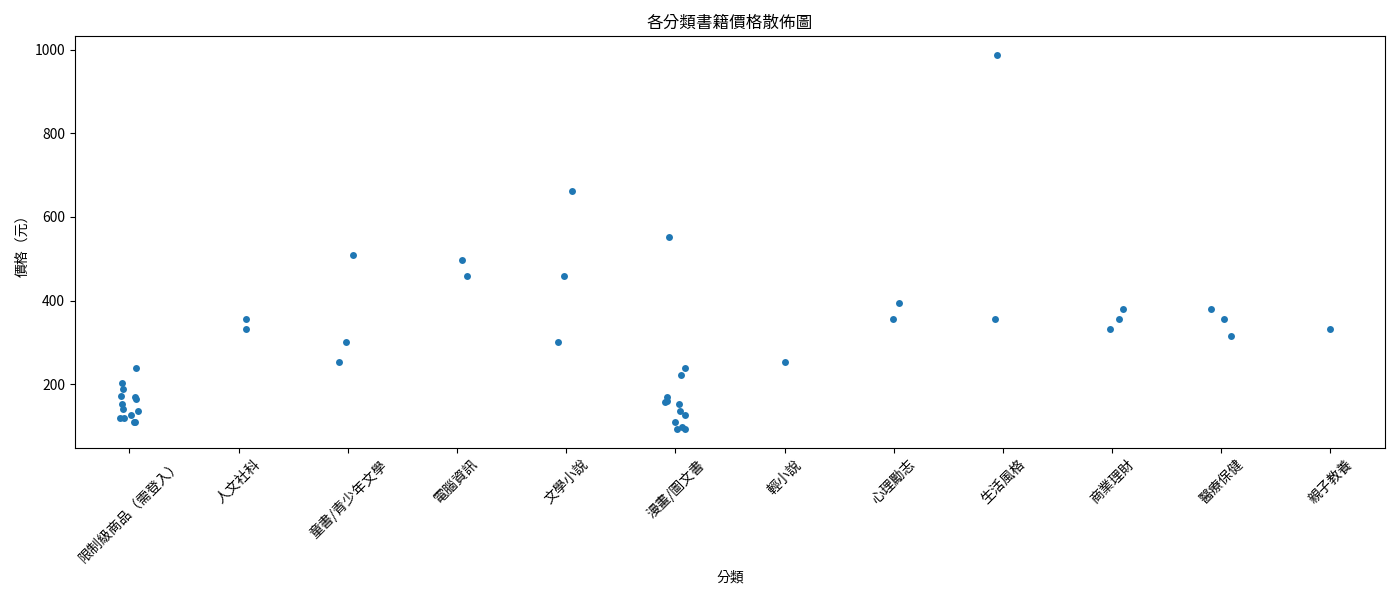 各分類書籍價格散佈圖
1000
800
600
400
200
價格（元）
限制級商品（需登入）
人文社科
童書/青少年文學
電腦資訊
文學小說
漫畫/圖文書
輕小說
心理勵志
生活風格
商業理財
醫療保健
親子教養
分類